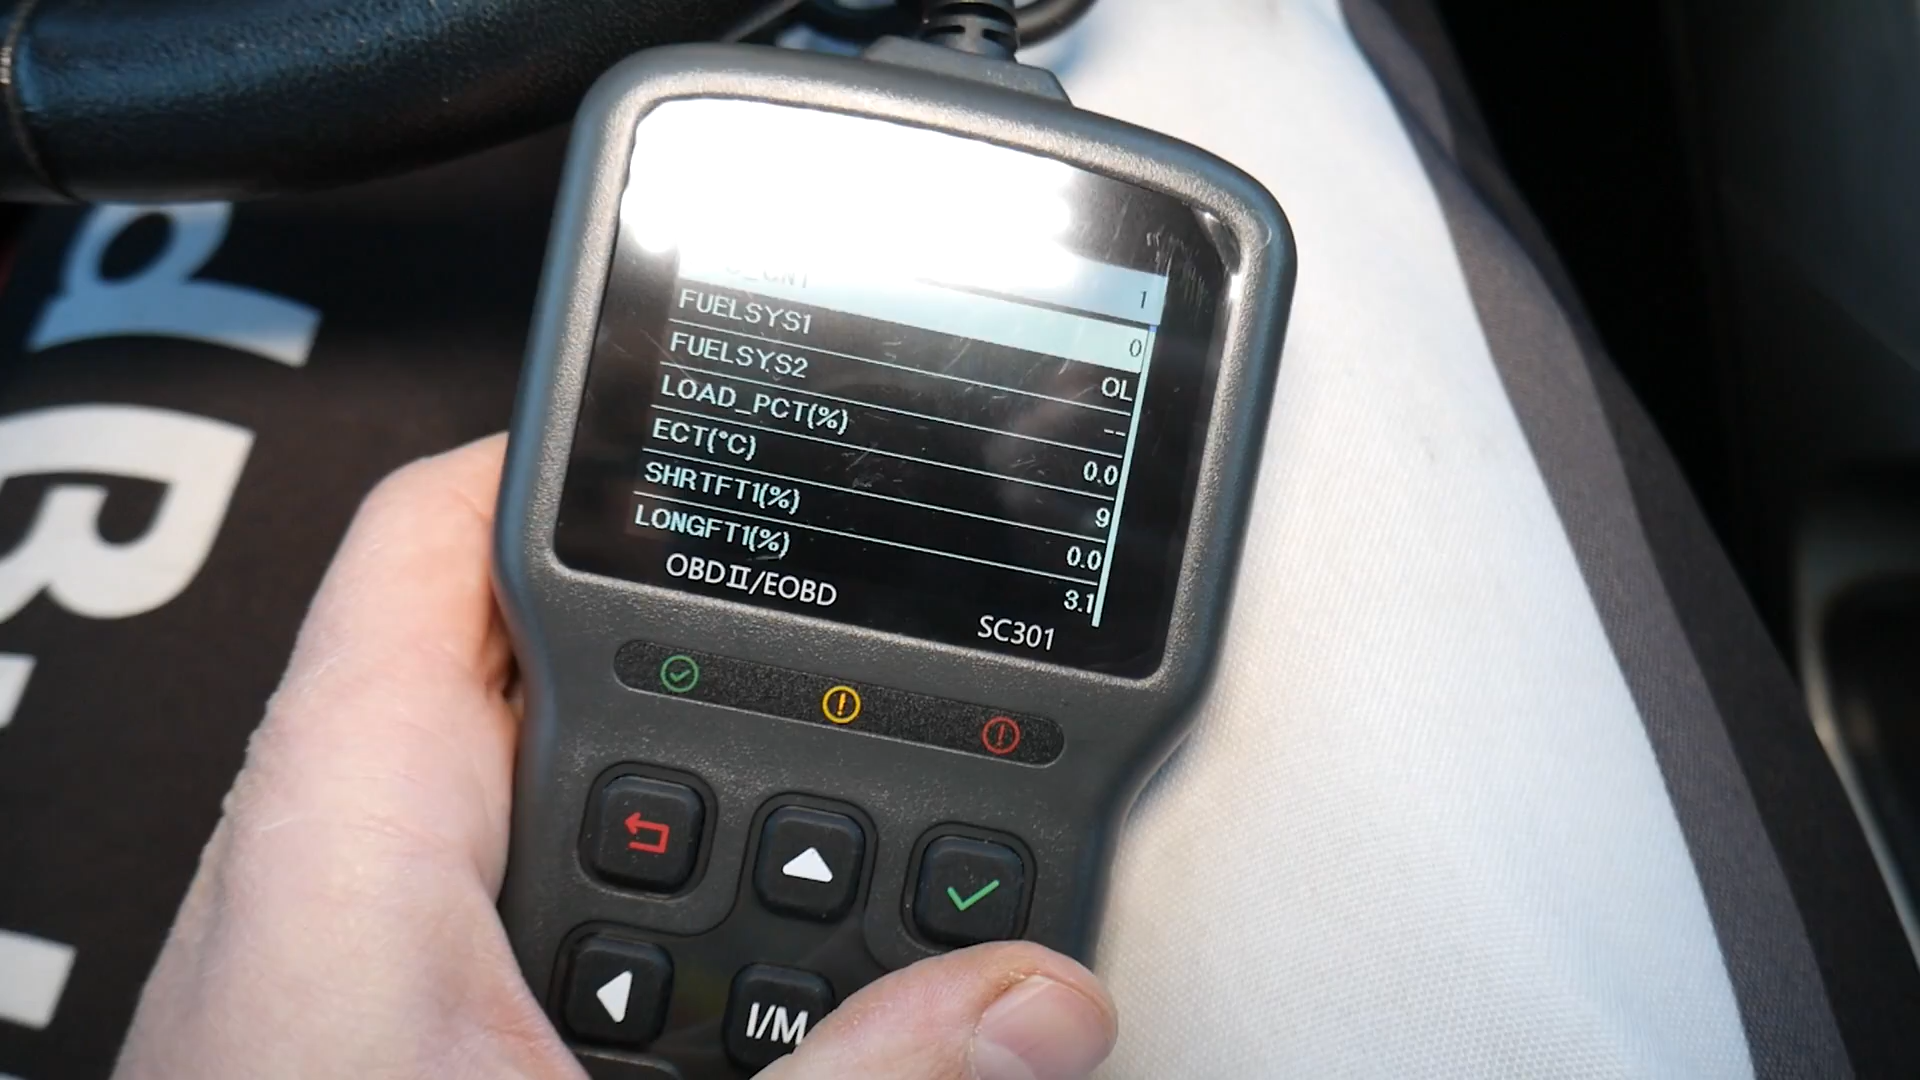 1
0
FUELSYS1 OL
FUELSYS2 --
LOAD_PCT(%) 0.0
ECT(°C) 9
SHRTFT1(%) 0.0
LONGFT1(%) 3.1
OBDII/EOBD
SC301
I/M